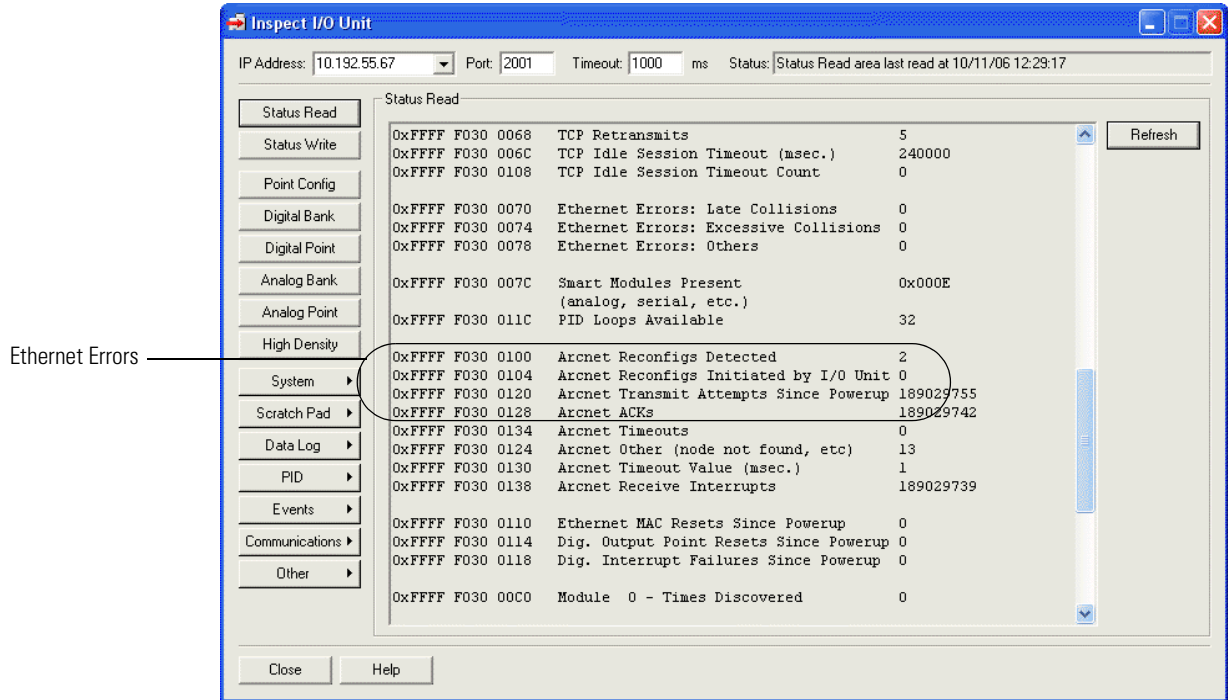 Inspect I/O Unit
IP Address: 10.192.55.67 Port: 2001 Timeout: 1000 ms Status: Status Read area last read at 10/11/06 12:29:17
Status Read
Status Write
Point Config
Digital Bank
Digital Point
Analog Bank
Analog Point
High Density
System
Scratch Pad
Data Log
PID
Events
Communications
Other
Status Read
0xFFFF F030 0068 TCP Retransmits 5
0xFFFF F030 006C TCP Idle Session Timeout (msec.) 240000
0xFFFF F030 0108 TCP Idle Session Timeout Count 0
0xFFFF F030 0070 Ethernet Errors: Late Collisions 0
0xFFFF F030 0074 Ethernet Errors: Excessive Collisions 0
0xFFFF F030 0078 Ethernet Errors: Others 0
0xFFFF F030 007C Smart Modules Present 0x000E
(analog, serial, etc.)
0xFFFF F030 011C PID Loops Available 32
0xFFFF F030 0100 Arcnet Reconfigs Detected 2
0xFFFF F030 0104 Arcnet Reconfigs Initiated by I/O Unit 0
0xFFFF F030 0120 Arcnet Transmit Attempts Since Powerup 189029755
0xFFFF F030 0128 Arcnet ACKs 189029742
0xFFFF F030 0134 Arcnet Timeouts 0
0xFFFF F030 0124 Arcnet Other (node not found, etc) 13
0xFFFF F030 0130 Arcnet Timeout Value (msec.) 1
0xFFFF F030 0138 Arcnet Receive Interrupts 189029739
0xFFFF F030 0110 Ethernet MAC Resets Since Powerup 0
0xFFFF F030 0114 Dig. Output Point Resets Since Powerup 0
0xFFFF F030 0118 Dig. Interrupt Failures Since Powerup 0
0xFFFF F030 00C0 Module 0 - Times Discovered 0
Refresh
Ethernet Errors
Close Help